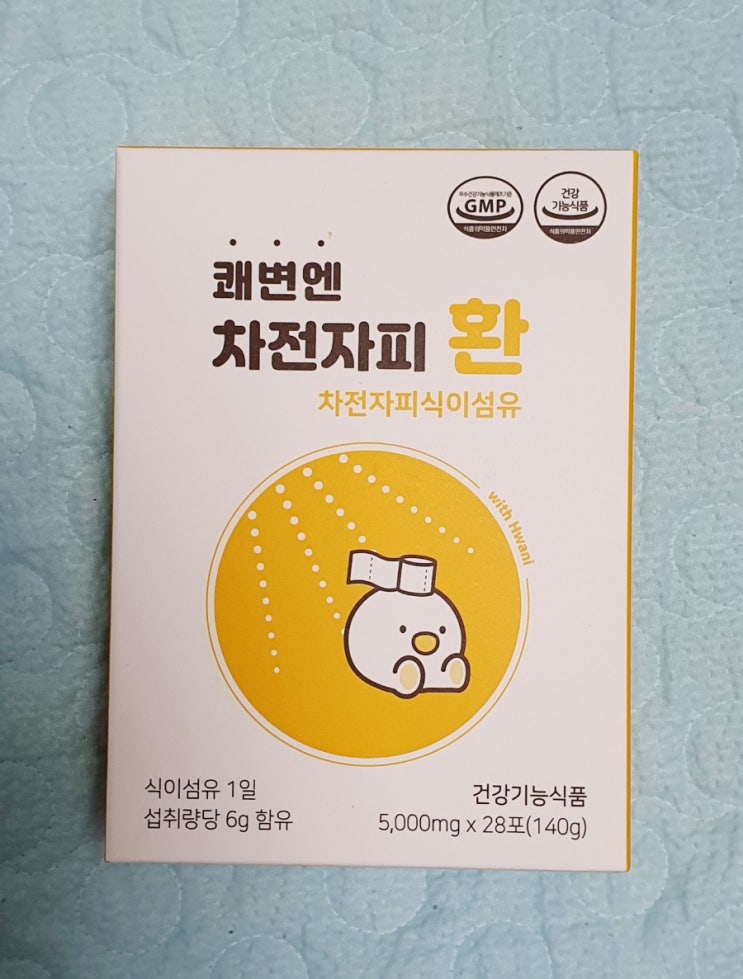 우수건강기능식품제조기준
GMP
식품의약품안전처
건강
기능식품
식품의약품안전처
쾌변엔
차전자피 환
차전자피식이섬유
with Hwani
식이섬유 1일
섭취량당 6g 함유
건강기능식품
5,000mg x 28포(140g)